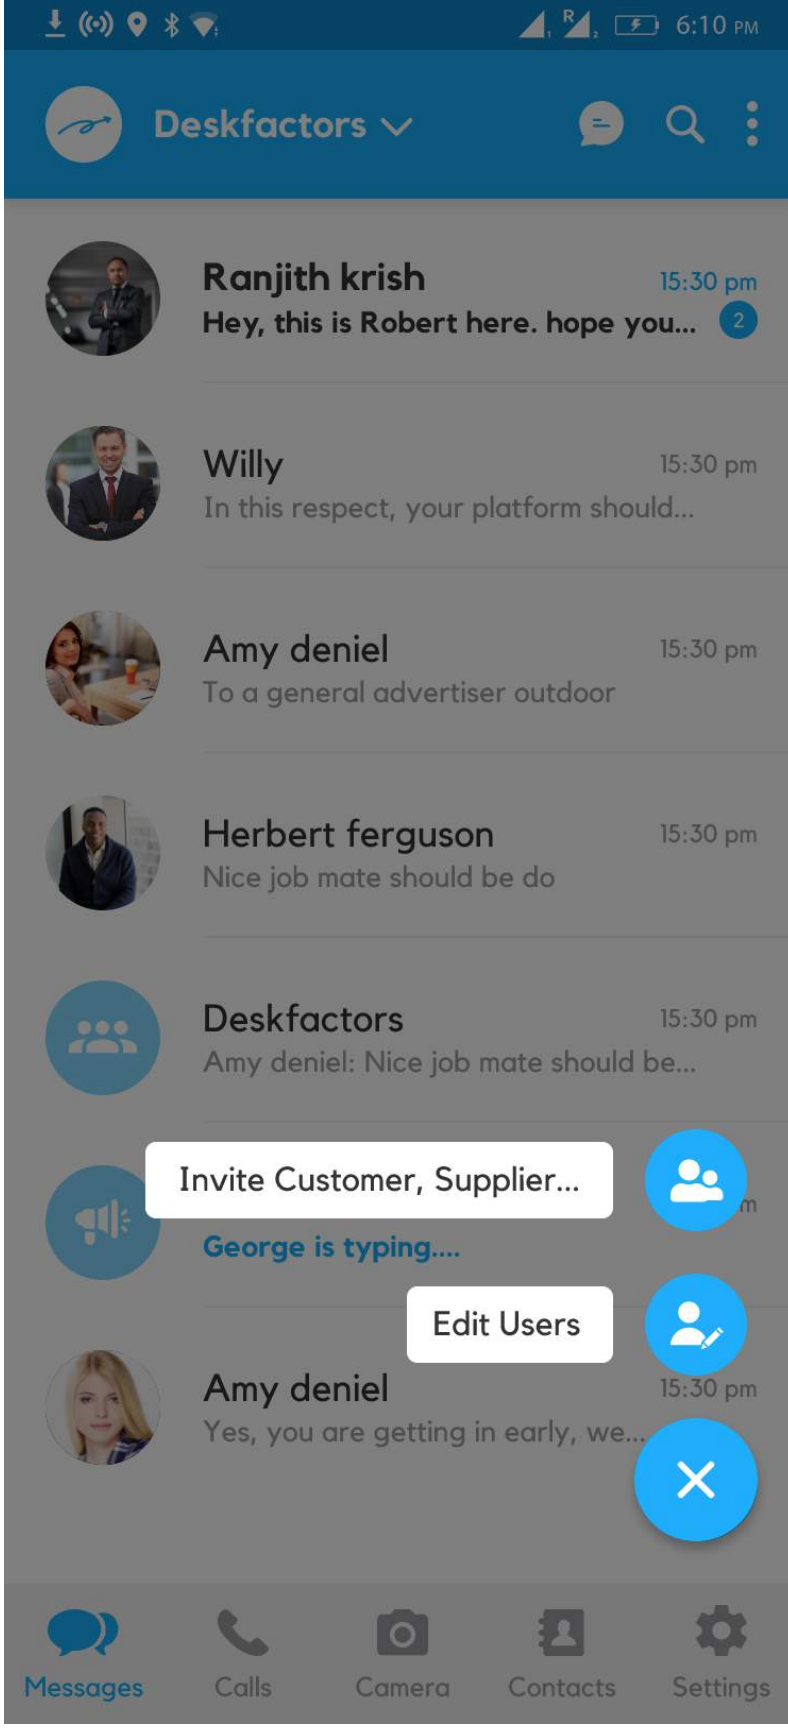 6:10 PM
Deskfactors
Ranjith krish
15:30 pm
Hey, this is Robert here. hope you...
2
Willy
15:30 pm
In this respect, your platform should...
Amy deniel
15:30 pm
To a general advertiser outdoor
Herbert ferguson
15:30 pm
Nice job mate should be do
Deskfactors
15:30 pm
Amy deniel: Nice job mate should be...
Invite Customer, Supplier...
George is typing....
Edit Users
Amy deniel
15:30 pm
Yes, you are getting in early, we...
Messages
Calls
Camera
Contacts
Settings